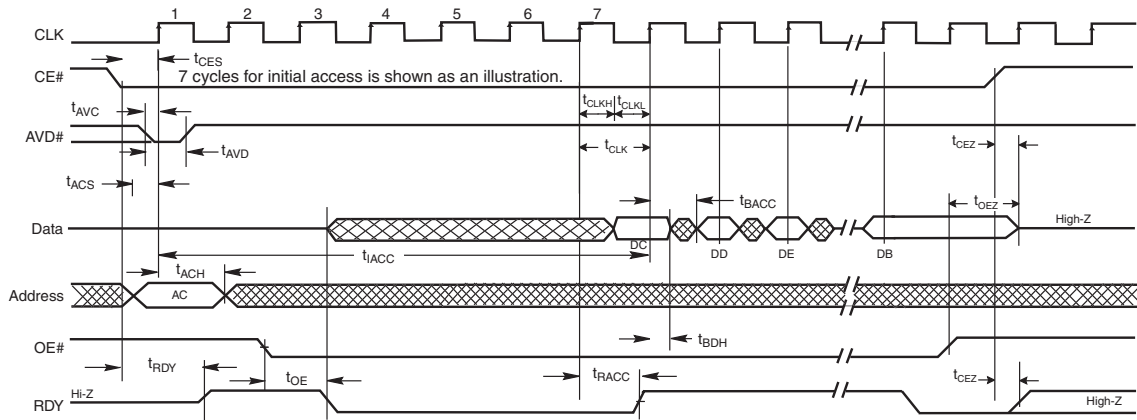 1 2 3 4 5 6 7
CLK
tCES
CE#
7 cycles for initial access is shown as an illustration.
tAVC
tCLKH tCLKL
AVD#
tAVD
tCLK
tCEZ
tACS
tBACC
tOEZ
Data
High-Z
DC
DD
DE
DB
tIACC
tACH
Address
AC
OE#
tBDH
tRDY
tOE
tRACC
tCEZ
Hi-Z
RDY
High-Z